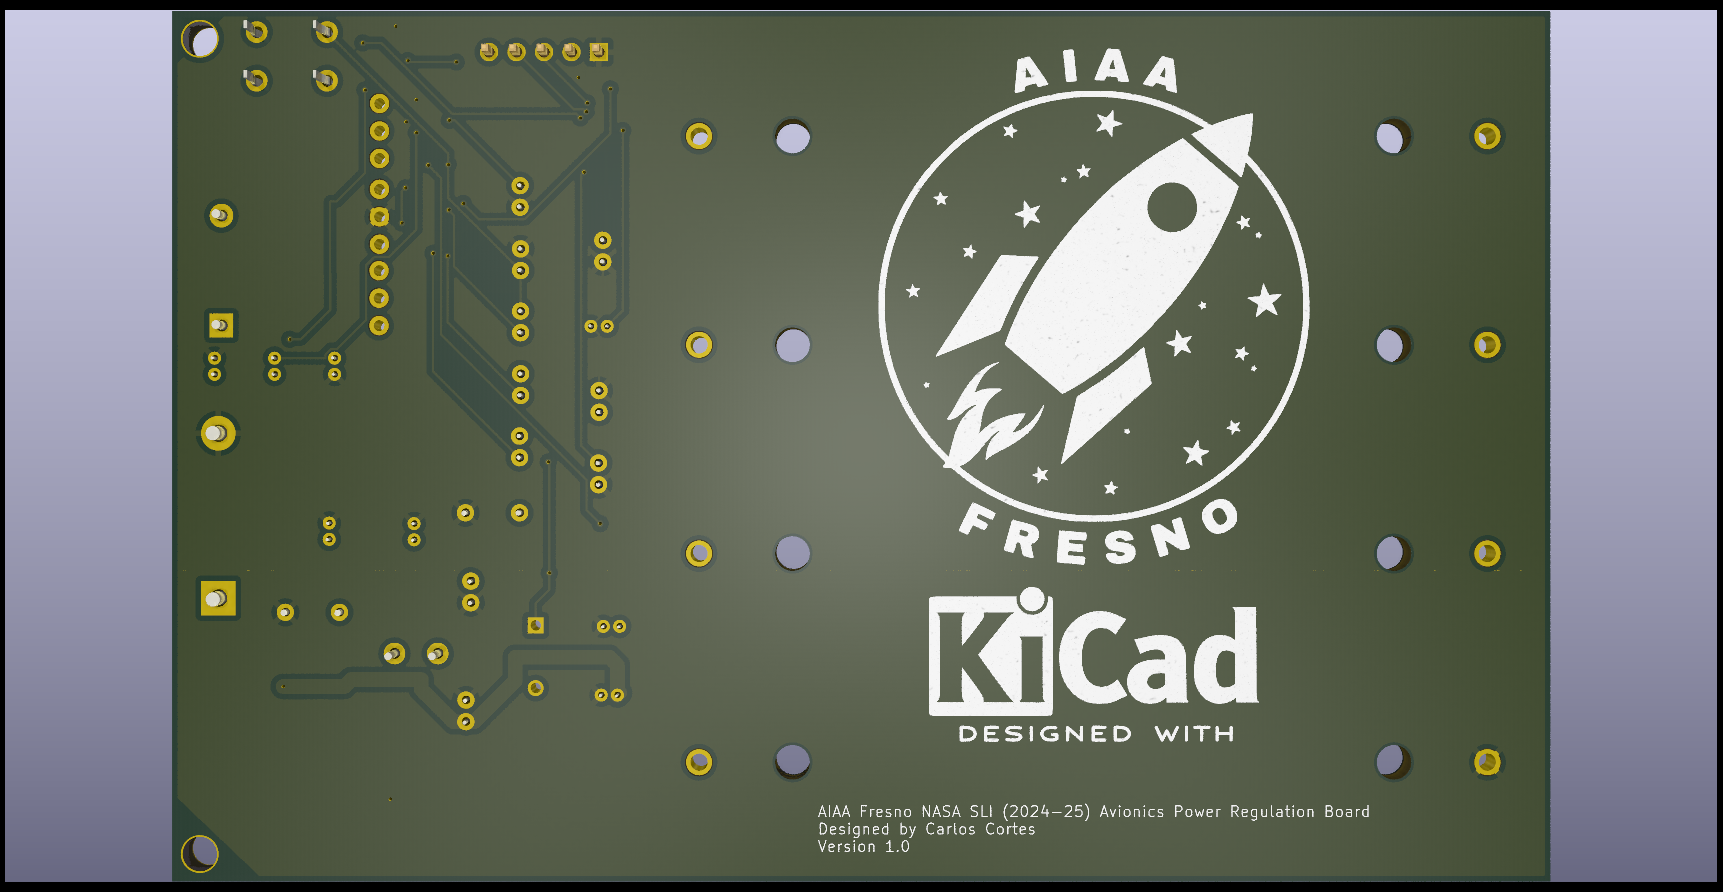 AIAA
FRESNO
KiCad
DESIGNED WITH
AIAA Fresno NASA SLI (2024-25) Avionics Power Regulation Board
Designed by Carlos Cortes
Version 1.0